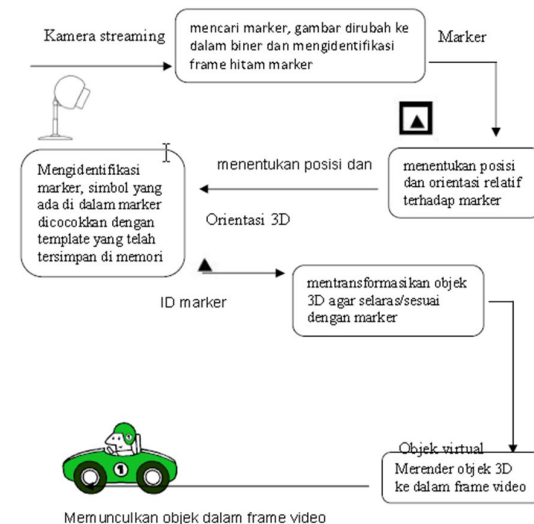 Kamera streaming
mencari marker, gambar dirubah ke
dalam biner dan mengidentifikasi
frame hitam marker
Marker
menentukan posisi
dan orientasi relatif
terhadap marker
menentukan posisi dan
Orientasi 3D
Mengidentifikasi
marker, simbol yang
ada di dalam marker
dicocokkan dengan
template yang telah
tersimpan di memori
ID marker
mentransformasikan objek
3D agar selaras/sesuai
dengan marker
Objek virtual
Merender objek 3D
ke dalam frame video
1
Memunculkan objek dalam frame video